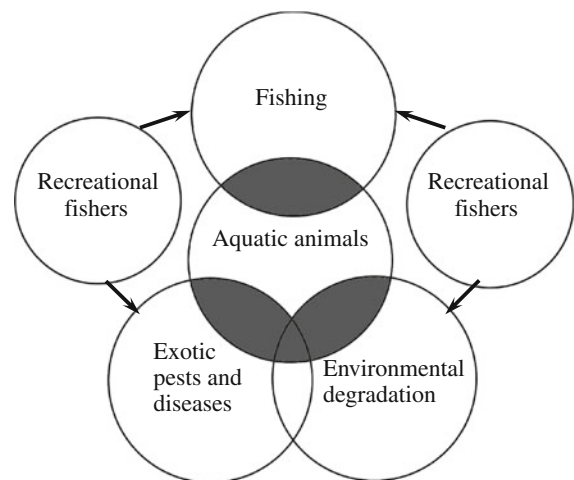 Fishing
Recreational
fishers
Recreational
fishers
Aquatic animals
Exotic
pests and
diseases
Environmental
degradation